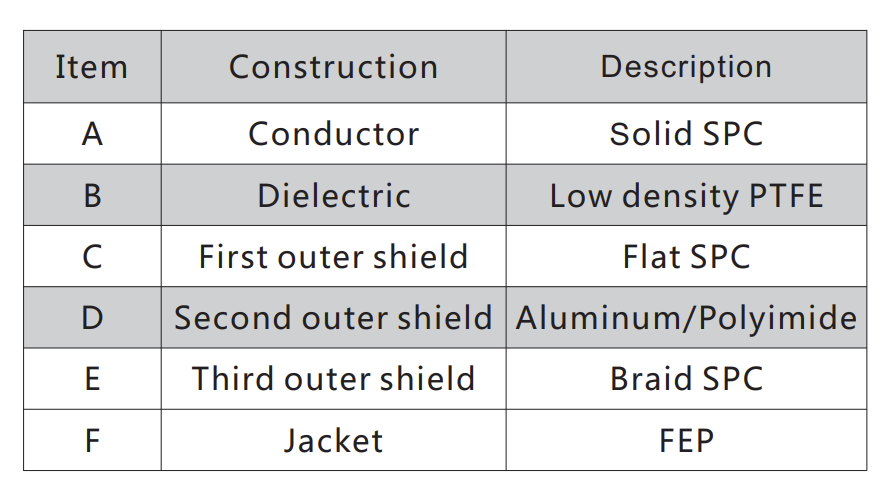 Item Construction Description
A Conductor Solid SPC
B Dielectric Low density PTFE
C First outer shield Flat SPC
D Second outer shield Aluminum/Polyimide
E Third outer shield Braid SPC
F Jacket FEP